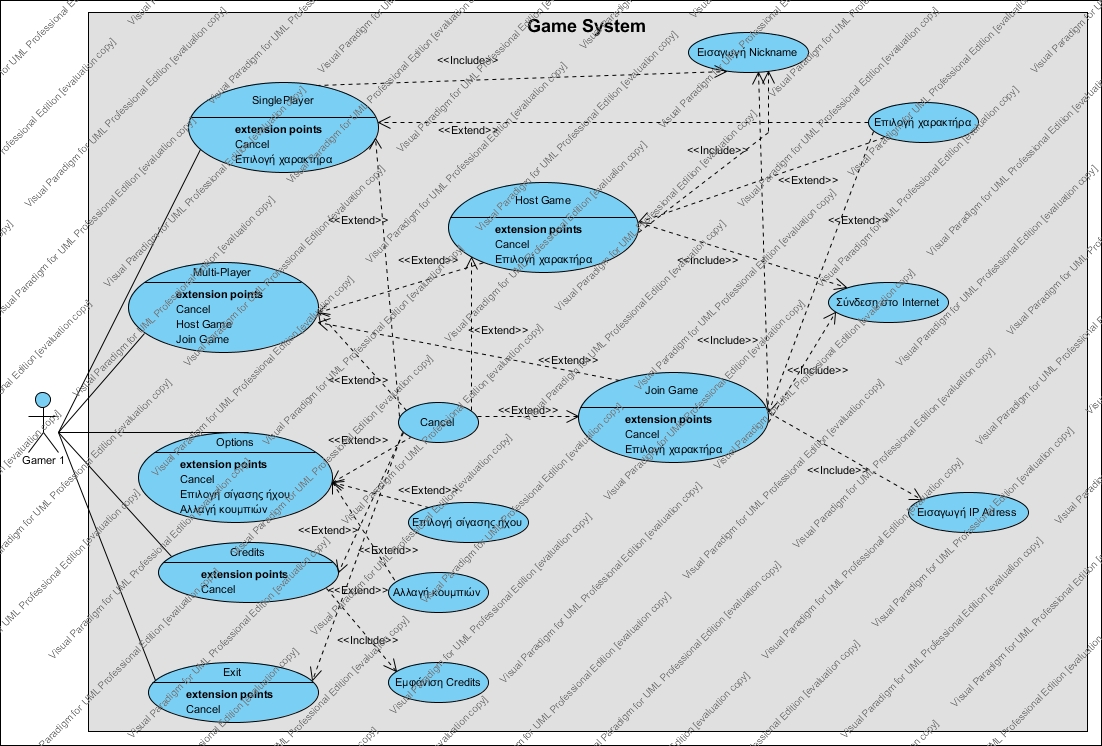 Game System
Εισαγωγή Nickname
<<Include>>
SinglePlayer
extension points
Cancel
Επιλογή χαρακτήρα
<<Extend>>
Επιλογή χαρακτήρα
<<Include>>
<<Extend>>
Host Game
extension points
Cancel
Επιλογή χαρακτήρα
<<Extend>>
<<Extend>>
<<Extend>>
<<Include>>
Multi-Player
extension points
Cancel
Host Game
Join Game
Σύνδεση στο Internet
<<Extend>>
<<Include>>
<<Extend>>
<<Include>>
<<Extend>>
Join Game
extension points
Cancel
Επιλογή χαρακτήρα
Cancel
<<Extend>>
Gamer 1
Options
extension points
Cancel
Επιλογή σίγασης ήχου
Αλλαγή κουμπιών
<<Extend>>
<<Include>>
<<Extend>>
Επιλογή σίγασης ήχου
Εισαγωγή IP Adress
<<Extend>>
<<Extend>>
Credits
extension points
Cancel
<<Extend>>
Αλλαγή κουμπιών
<<Include>>
Εμφάνιση Credits
Exit
extension points
Cancel
Visual Paradigm for UML Professional Edition [evaluation copy]